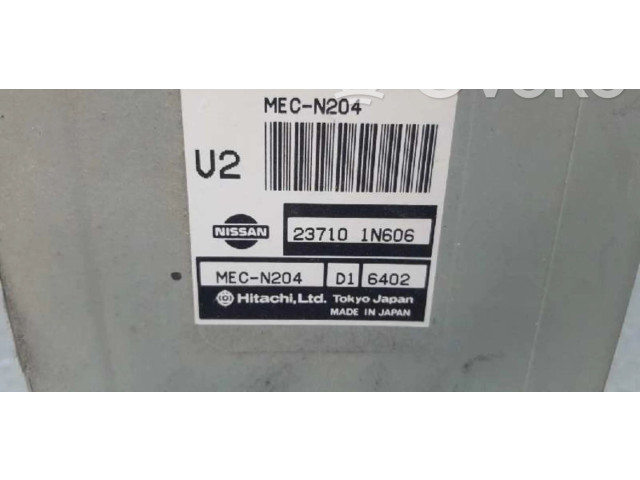 MEC-N204
V2
NISSAN
23710 1N606
MEC-N204 D1 6402
Hitachi, Ltd. Tokyo Japan
MADE IN JAPAN